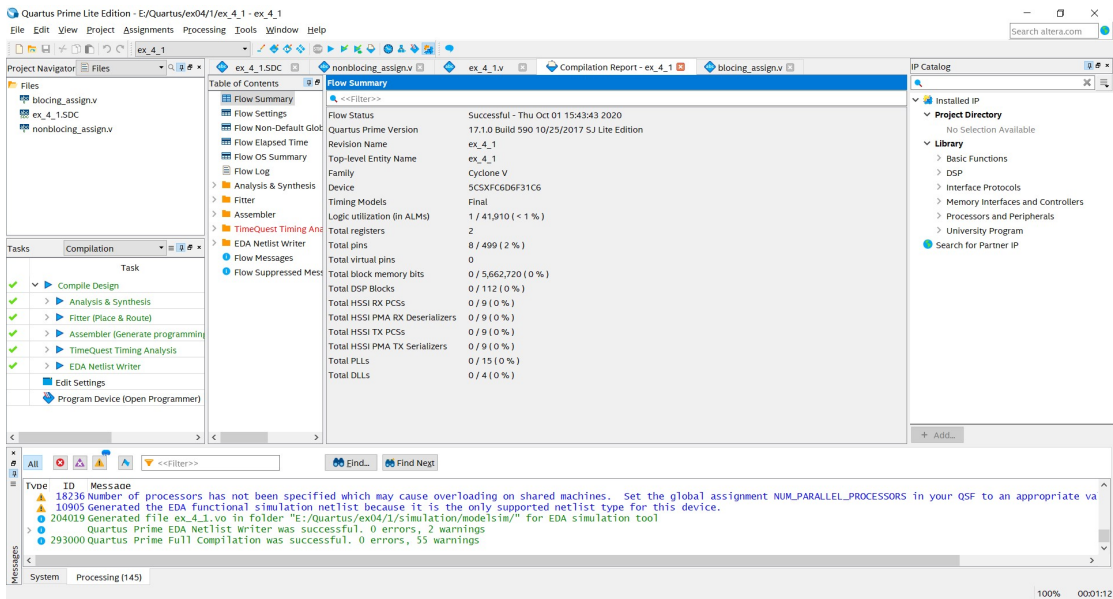 Quartus Prime Lite Edition - E:/Quartus/ex04/1/ex_4_1 - ex_4_1
File Edit View Project Assignments Processing Tools Window Help
Search altera.com
ex_4_1
Project Navigator Files
Files
blocing_assign.v
ex_4_1.SDC
nonblocing_assign.v
Tasks Compilation
Task
Compile Design
Analysis & Synthesis
Fitter (Place & Route)
Assembler (Generate programming
TimeQuest Timing Analysis
EDA Netlist Writer
Edit Settings
Program Device (Open Programmer)
ex_4_1.SDC nonblocing_assign.v ex_4_1.v Compilation Report - ex_4_1 blocing_assign.v
Table of Contents
Flow Summary
Flow Settings
Flow Non-Default Glob
Flow Elapsed Time
Flow OS Summary
Flow Log
Analysis & Synthesis
Fitter
Assembler
TimeQuest Timing Ana
EDA Netlist Writer
Flow Messages
Flow Suppressed Mess
Flow Summary
<<Filter>>
Flow Status Successful - Thu Oct 01 15:43:43 2020
Quartus Prime Version 17.1.0 Build 590 10/25/2017 SJ Lite Edition
Revision Name ex_4_1
Top-level Entity Name ex_4_1
Family Cyclone V
Device 5CSXFC6D6F31C6
Timing Models Final
Logic utilization (in ALMs) 1 / 41,910 ( < 1 % )
Total registers 2
Total pins 8 / 499 ( 2 % )
Total virtual pins 0
Total block memory bits 0 / 5,662,720 ( 0 % )
Total DSP Blocks 0 / 112 ( 0 % )
Total HSSI RX PCSs 0 / 9 ( 0 % )
Total HSSI PMA RX Deserializers 0 / 9 ( 0 % )
Total HSSI TX PCSs 0 / 9 ( 0 % )
Total HSSI PMA TX Serializers 0 / 9 ( 0 % )
Total PLLs 0 / 15 ( 0 % )
Total DLLs 0 / 4 ( 0 % )
IP Catalog
Installed IP
Project Directory
No Selection Available
Library
Basic Functions
DSP
Interface Protocols
Memory Interfaces and Controllers
Processors and Peripherals
University Program
Search for Partner IP
+ Add...
All <<Filter>> Find... Find Next
Type ID Message
18236 Number of processors has not been specified which may cause overloading on shared machines. Set the global assignment NUM_PARALLEL_PROCESSORS in your QSF to an appropriate va
10905 Generated the EDA functional simulation netlist because it is the only supported netlist type for this device.
204019 Generated file ex_4_1.vo in folder "E:/Quartus/ex04/1/simulation/modelsim/" for EDA simulation tool
Quartus Prime EDA Netlist Writer was successful. 0 errors, 2 warnings
293000 Quartus Prime Full Compilation was successful. 0 errors, 55 warnings
Messages
System Processing (145)
100% 00:01:12